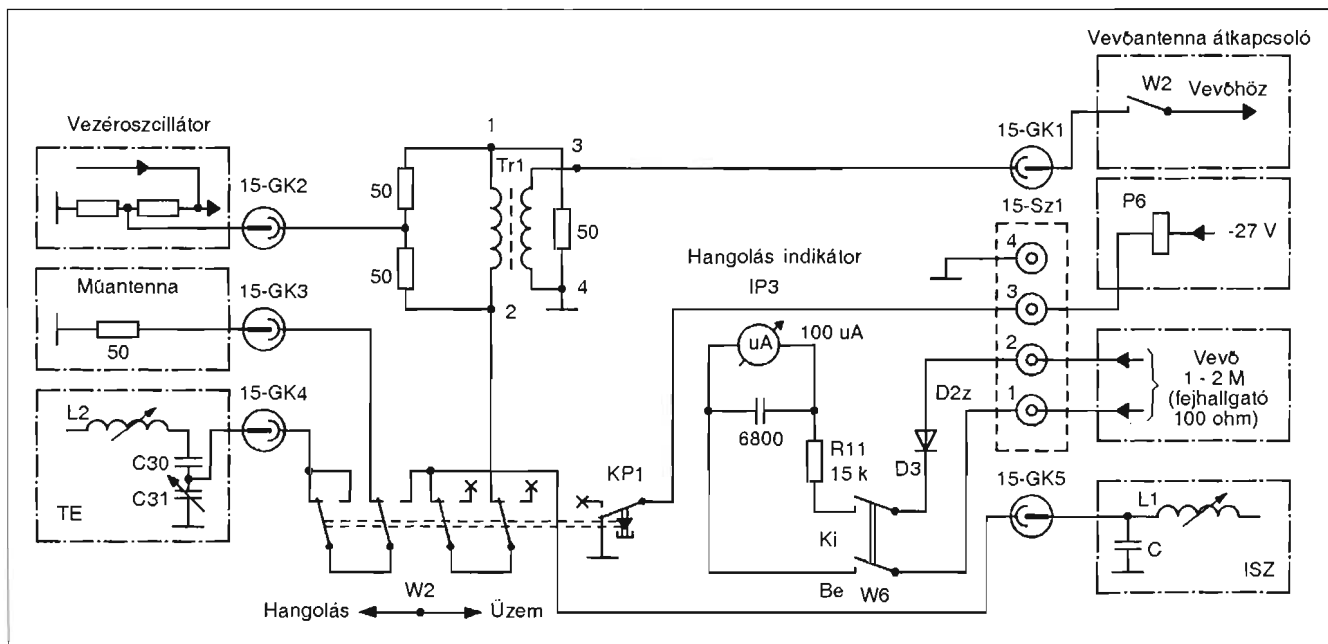 Vezéroszcillátor
15-GK2
50
50
1
Tr1
3
50
4
2
15-GK1
Vevőantenna átkapcsoló
W2
Vevőhöz
15-Sz1
4
3
2
1
P6
-27 V
Műantenna
50
15-GK3
Hangolás indikátor
IP3
uA
100 uA
6800
R11
15 k
D2z
D3
Vevő
1 - 2 M
(fejhallgató
100 ohm)
L2
C30
C31
TE
15-GK4
KP1
Ki
Be
W6
15-GK5
L1
C
ISZ
W2
Hangolás
Üzem